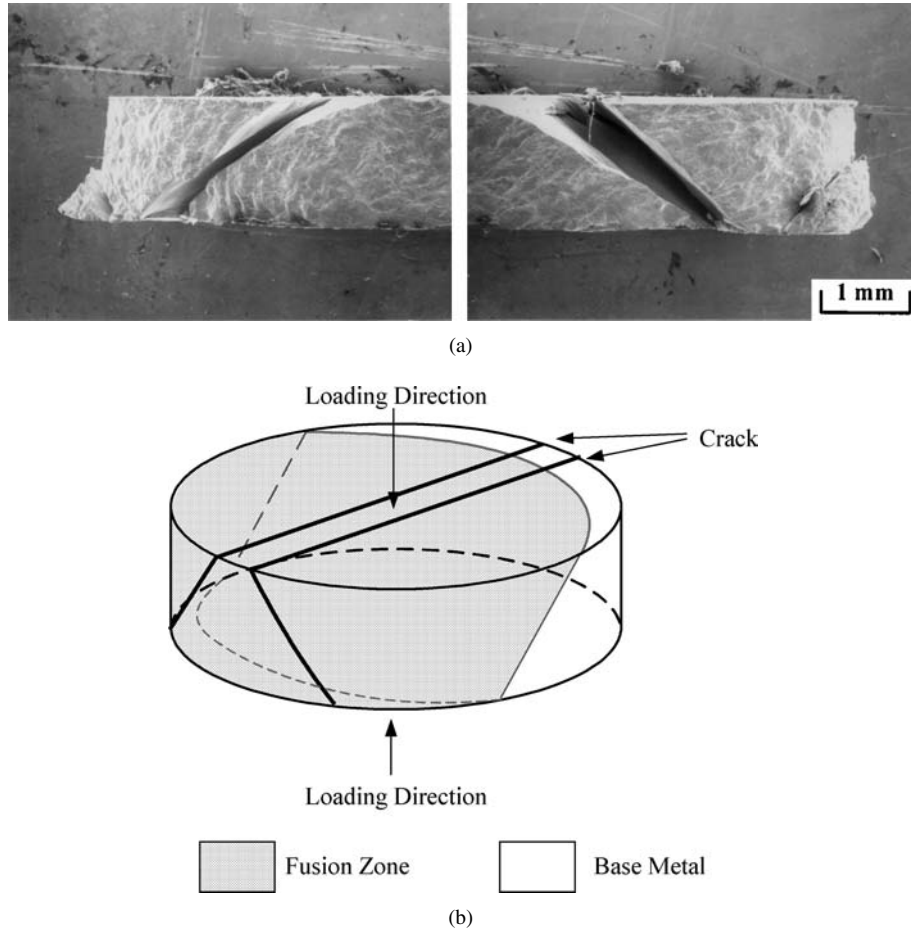 1 mm
(a)
Loading Direction
Crack
Loading Direction
Fusion Zone
Base Metal
(b)